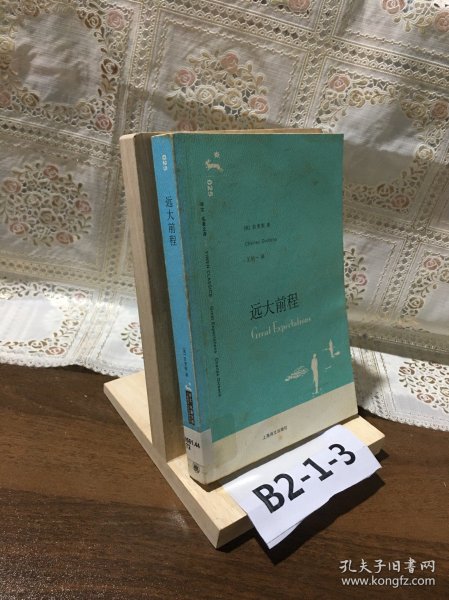 025
远大前程
025
[英] 狄更斯 著
Charles Dickens
王科一 译
远大前程
Great Expectations
上海译文出版社
B2-1-3
孔夫子旧书网
www.kongfz.com